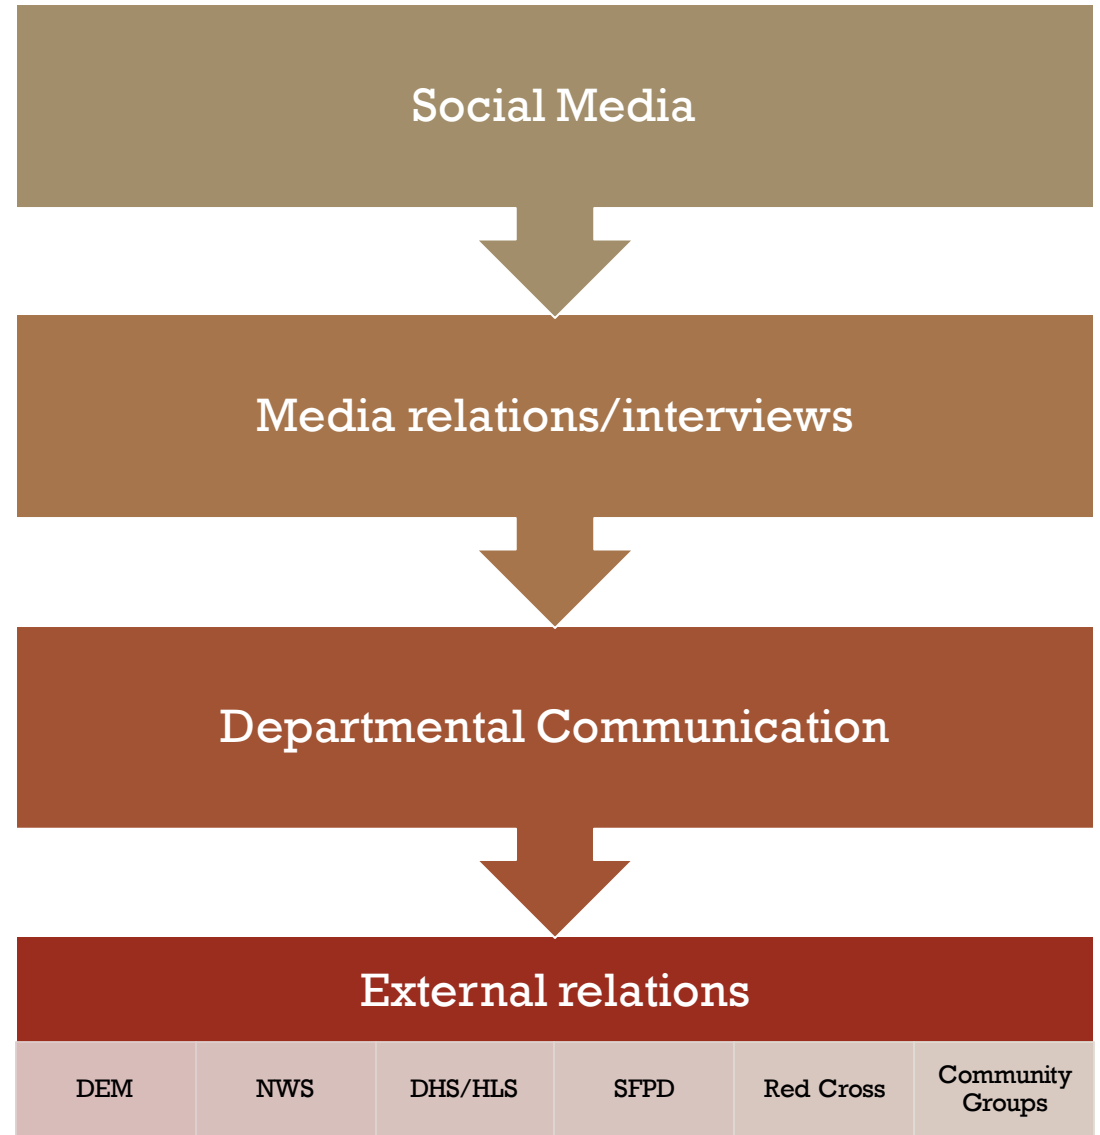 Social Media
Media relations/interviews
Departmental Communication
External relations
DEM
NWS
DHS/HLS
SFPD
Red Cross
Community
Groups